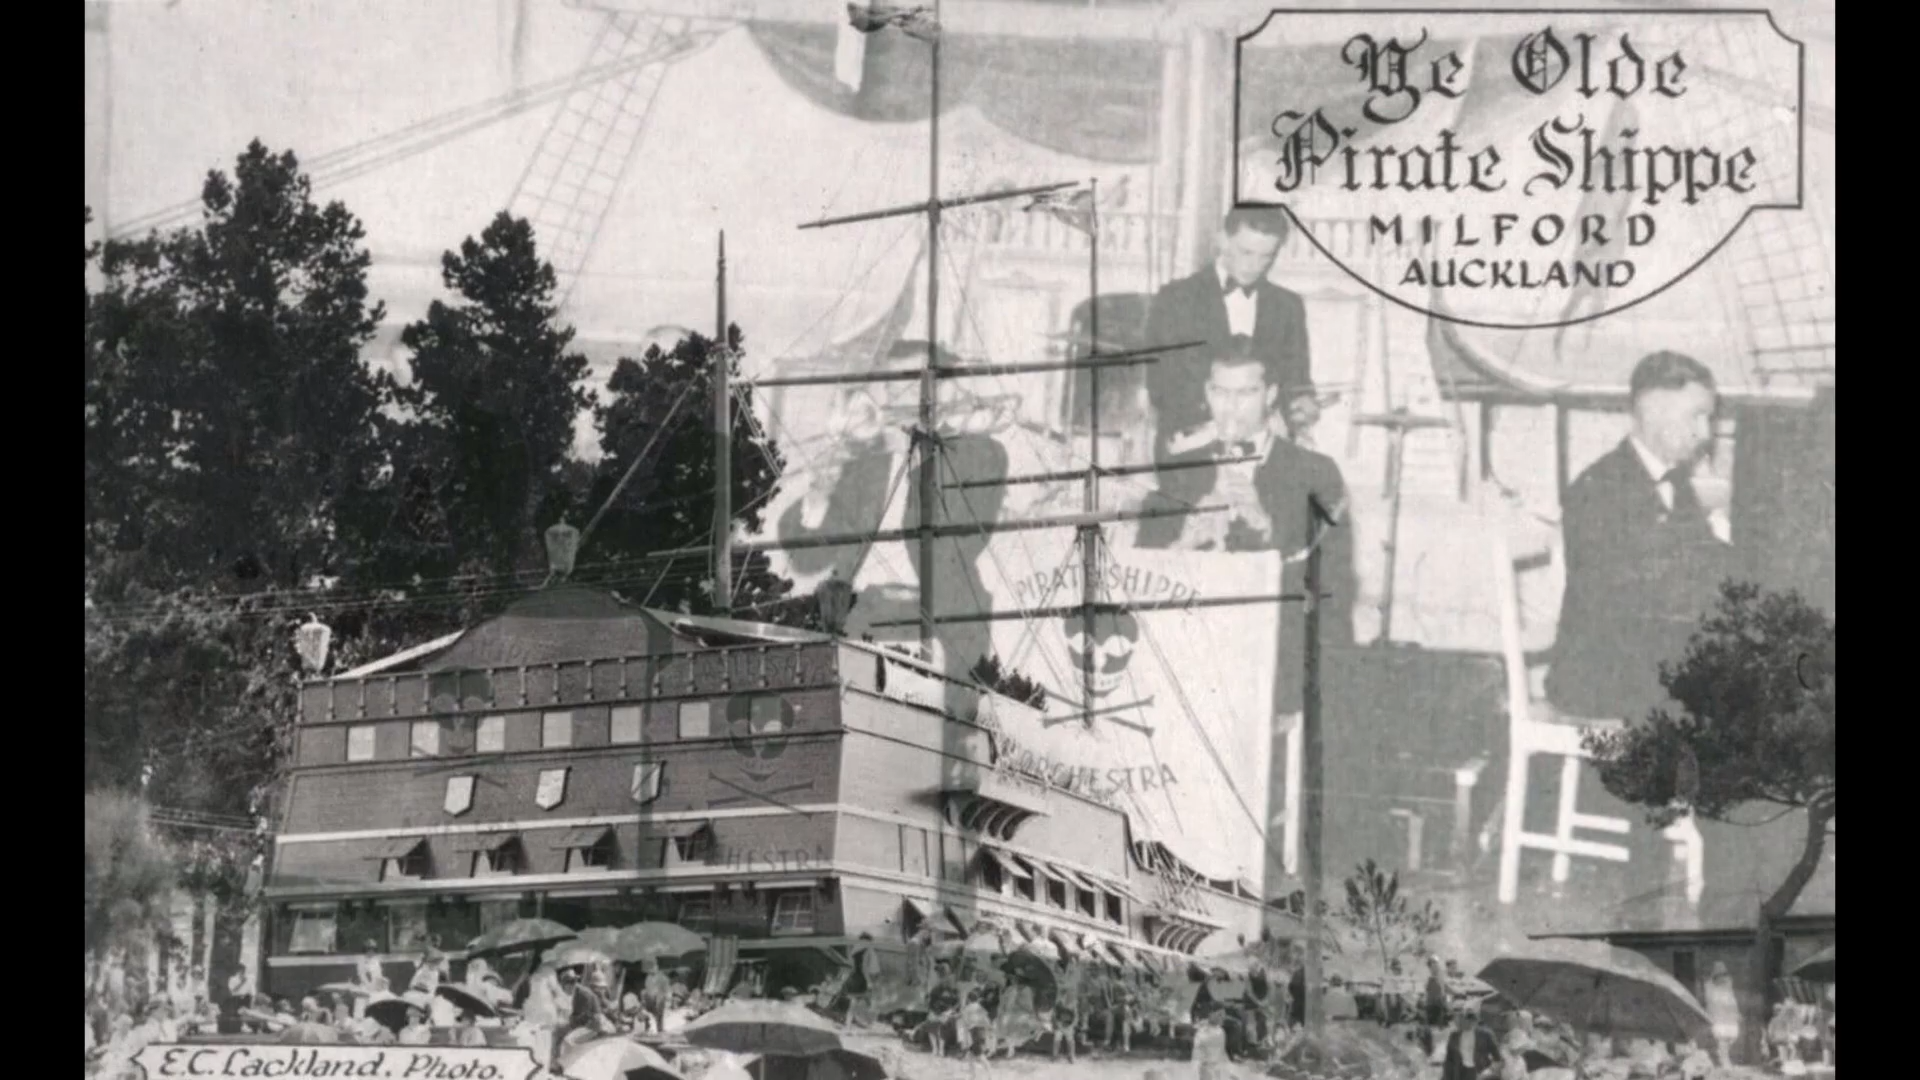 Ye Olde
Pirate Shippe
MILFORD
AUCKLAND
PIRATE SHIPPE
ORCHESTRA
E.C. Lackland. Photo.